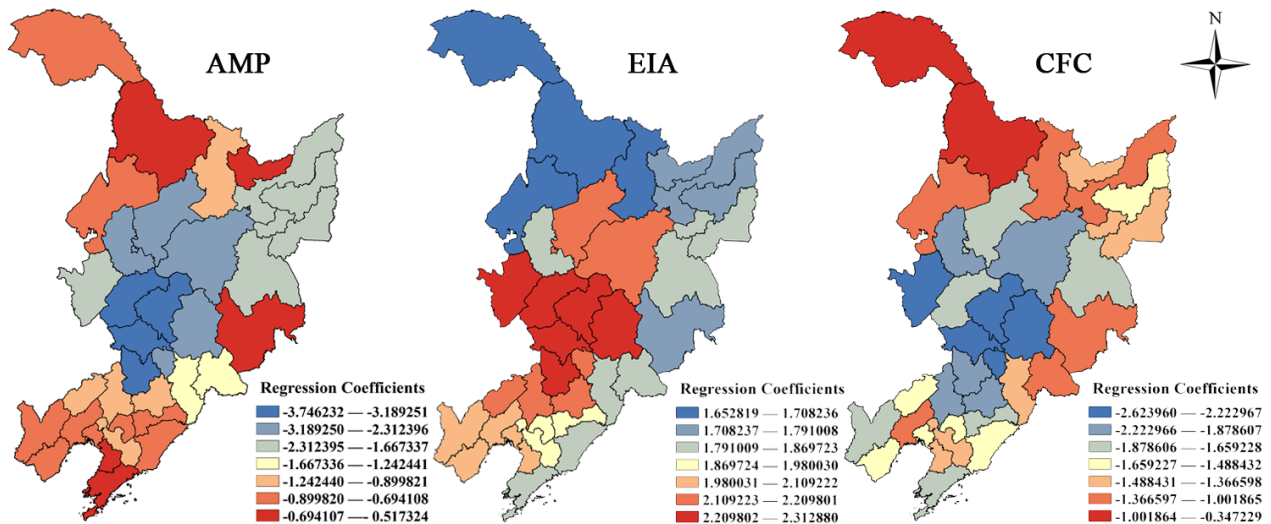 AMP
EIA
CFC
N
Regression Coefficients
-3.746232 — -3.189251
-3.189250 — -2.312396
-2.312395 — -1.667337
-1.667336 — -1.242441
-1.242440 — -0.899821
-0.899820 — -0.694108
-0.694107 — 0.517324
Regression Coefficients
1.652819 — 1.708236
1.708237 — 1.791008
1.791009 — 1.869723
1.869724 — 1.980030
1.980031 — 2.109222
2.109223 — 2.209801
2.209802 — 2.312880
Regression Coefficients
-2.623960 — -2.222967
-2.222966 — -1.878607
-1.878606 — -1.659228
-1.659227 — -1.488432
-1.488431 — -1.366598
-1.366597 — -1.001865
-1.001864 — -0.347229